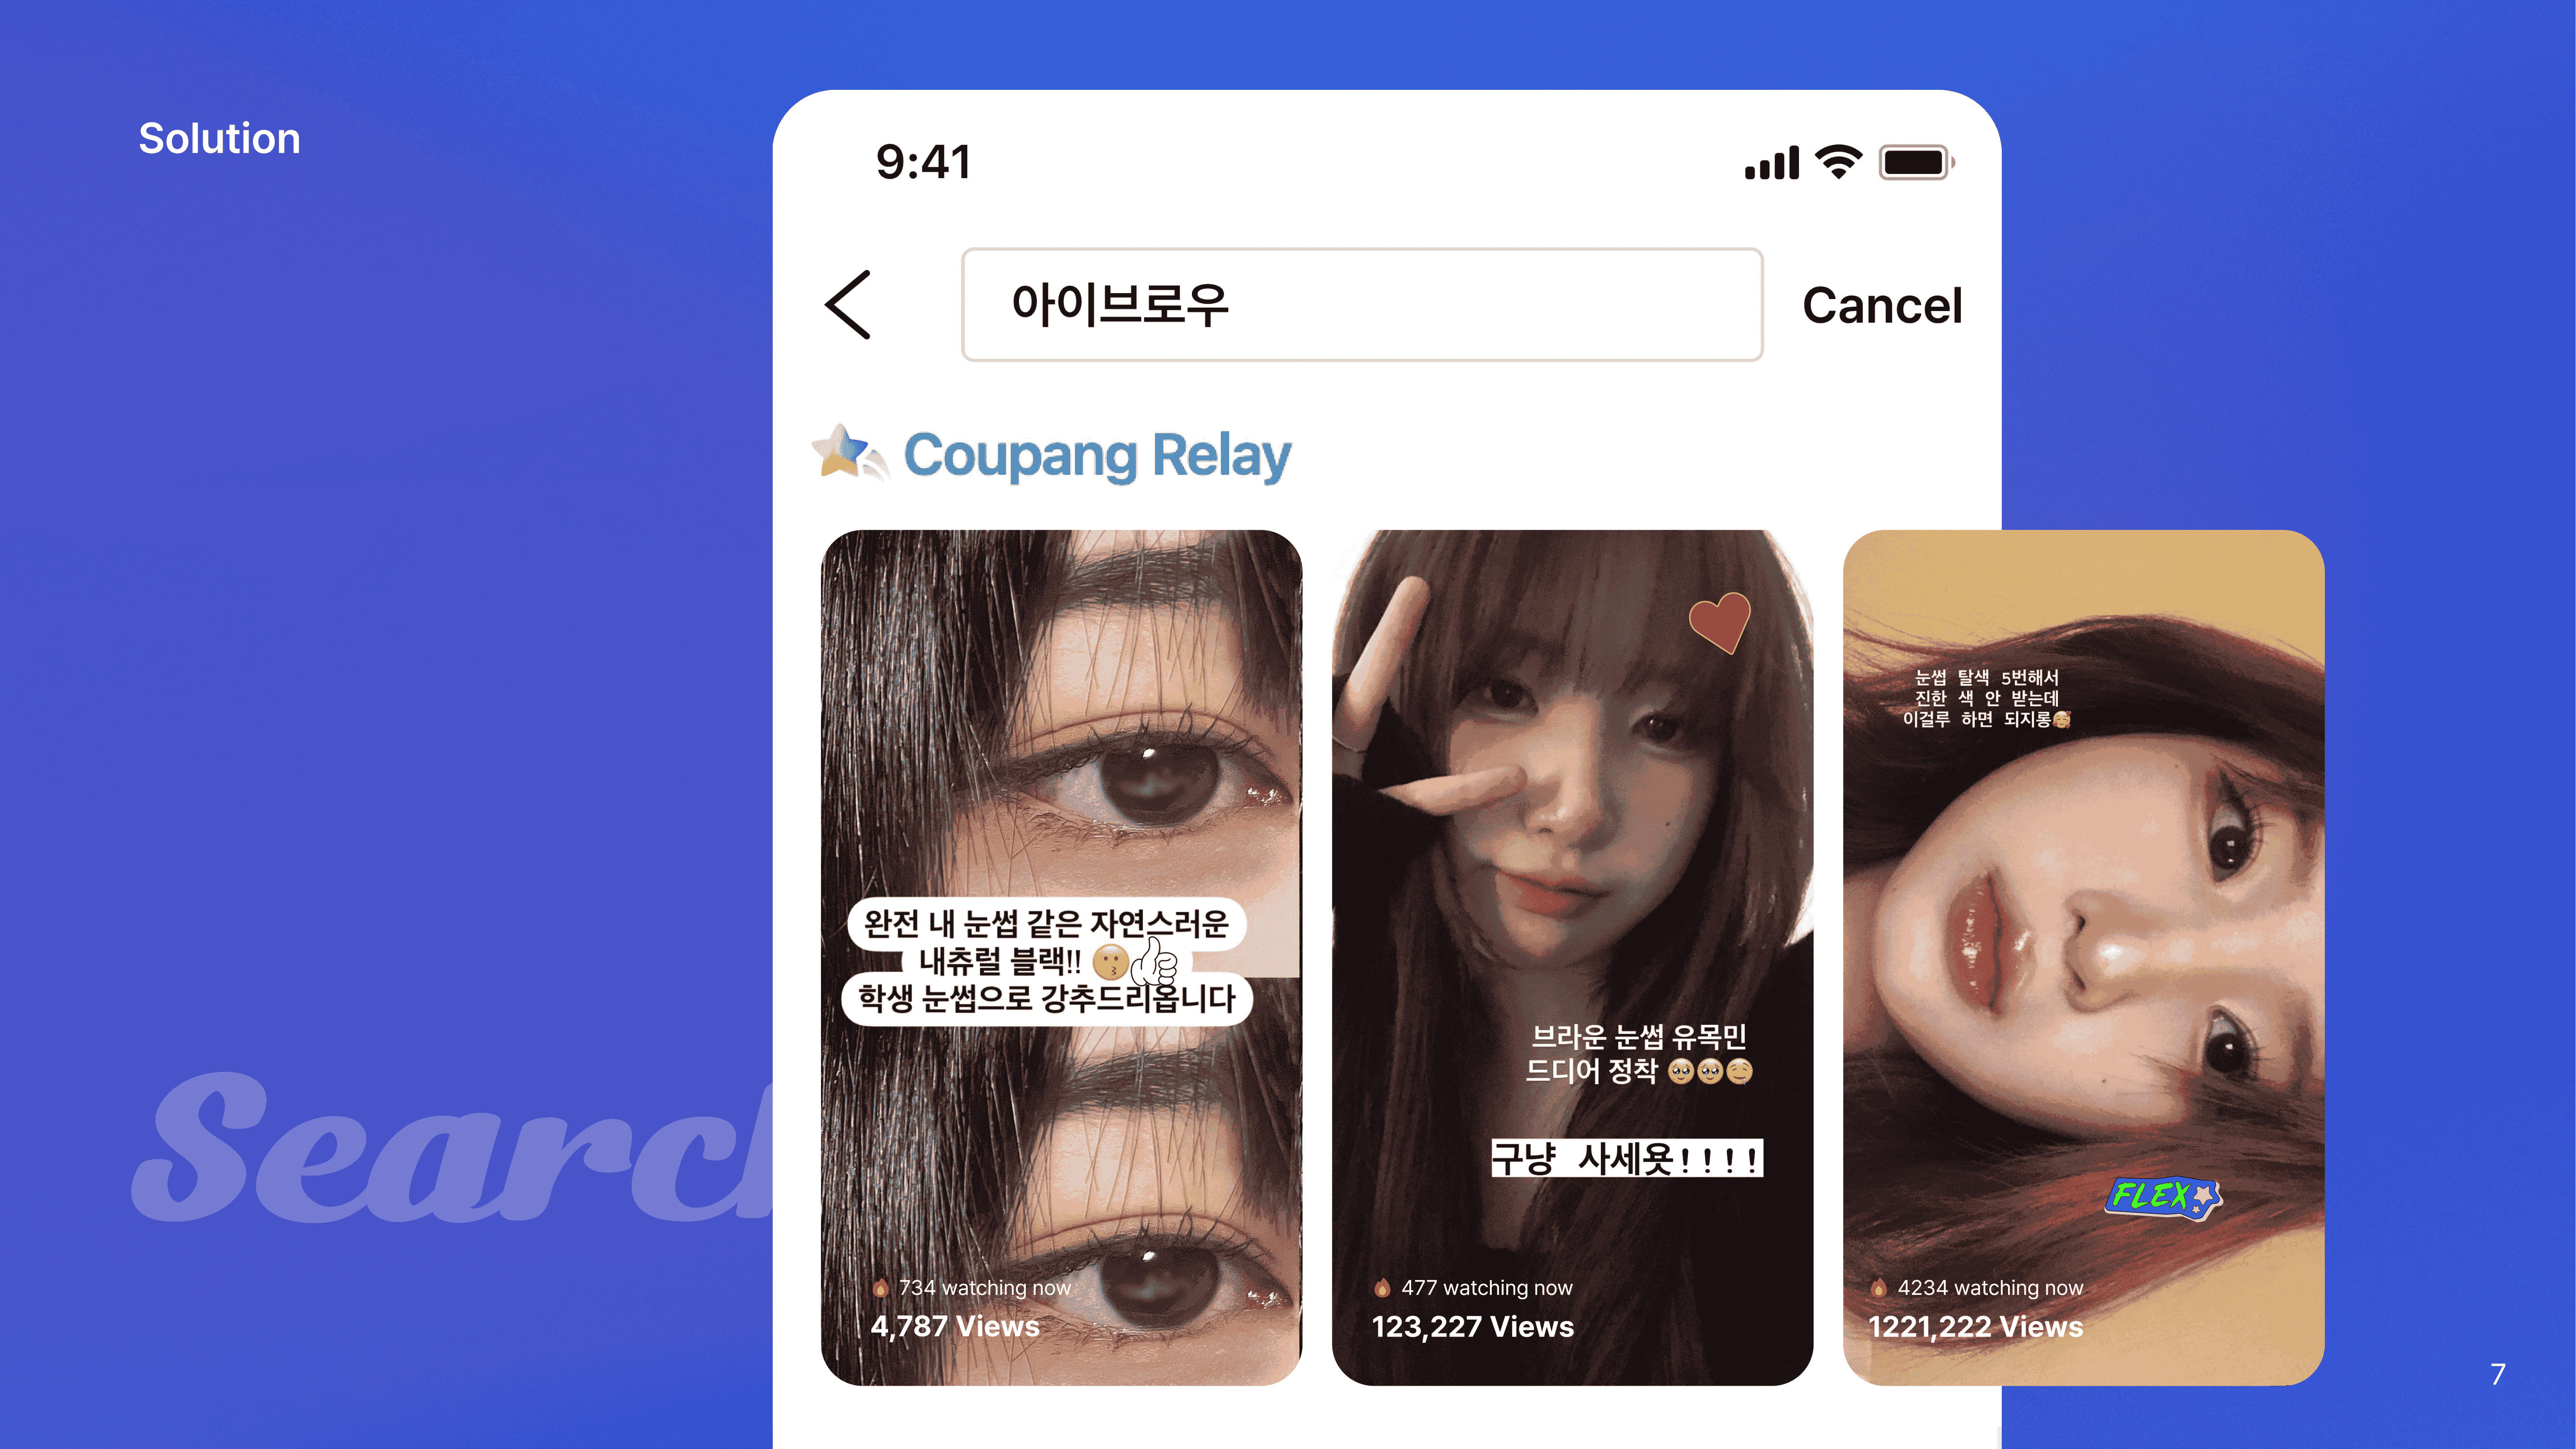 Solution
9:41
아이브로우
Cancel
Coupang Relay
완전 내 눈썹 같은 자연스러운
내츄럴 블랙!! 😗
학생 눈썹으로 강추드리옵니다
734 watching now
4,787 Views
브라운 눈썹 유목민
드디어 정착 🥺🥺🤤
구냥 사세욧!!!!
477 watching now
123,227 Views
눈썹 탈색 5번해서
진한 색 안 받는데
이걸루 하면 되지롱🥰
FLEX
4234 watching now
1221,222 Views
Search
7